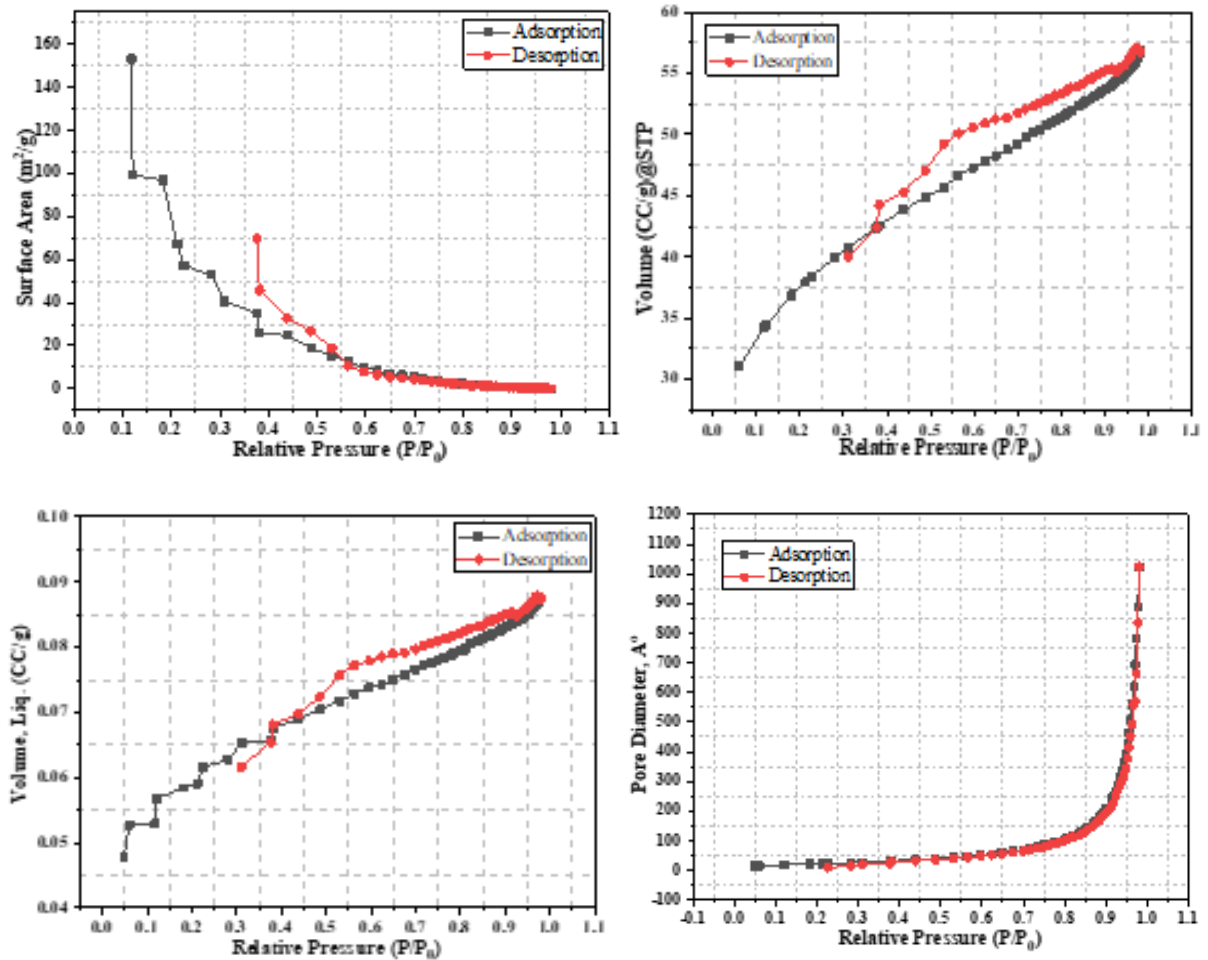 160
140
120
100
80
60
40
20
0
Surface Area (m²/g)
Adsorption
Desorption
0.0 0.1 0.2 0.3 0.4 0.5 0.6 0.7 0.8 0.9 1.0 1.1
Relative Pressure (P/P₀)
60
55
50
45
40
35
30
Volume (CC/g)@STP
Adsorption
Desorption
0.0 0.1 0.2 0.3 0.4 0.5 0.6 0.7 0.8 0.9 1.0 1.1
Relative Pressure (P/P₀)
0.10
0.09
0.08
0.07
0.06
0.04
Volume, Liq. (CC/g)
Adsorption
Desorption
0.0 0.1 0.2 0.3 0.4 0.5 0.6 0.7 0.8 0.9 1.0 1.1
Relative Pressure (P/P₀)
1200
1100
1000
900
800
700
600
500
400
300
200
100
0
-100
Pore Diameter, A°
Adsorption
Desorption
-0.1 0.0 0.1 0.2 0.3 0.4 0.5 0.6 0.7 0.8 0.9 1.0 1.1
Relative Pressure (P/P₀)